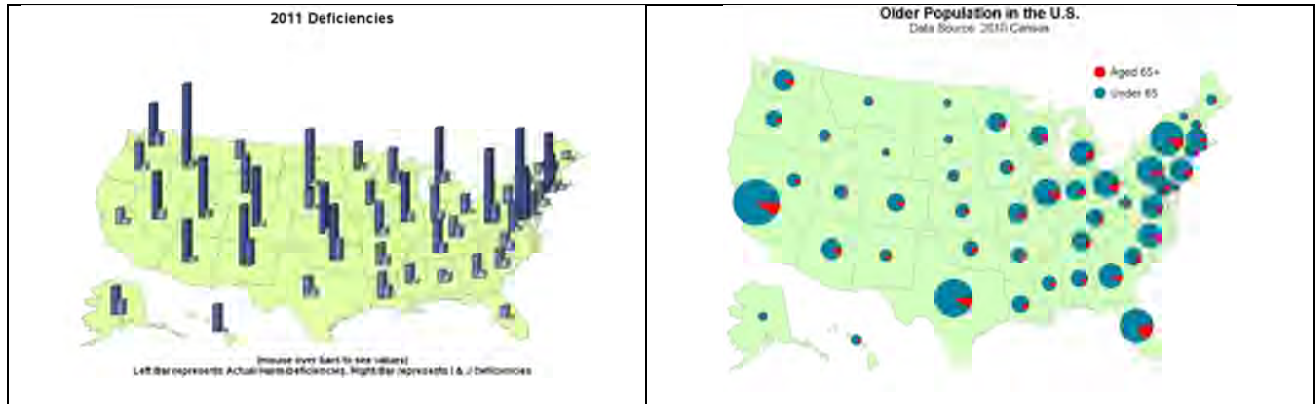 2011 Deficiencies
(mouse over bars to see values)
Left Bar represents Actual Harm Deficiencies, Right Bar represents I & J Deficiencies
Older Population in the U.S.
Data Source: 2010 Census
Aged 65+
Under 65